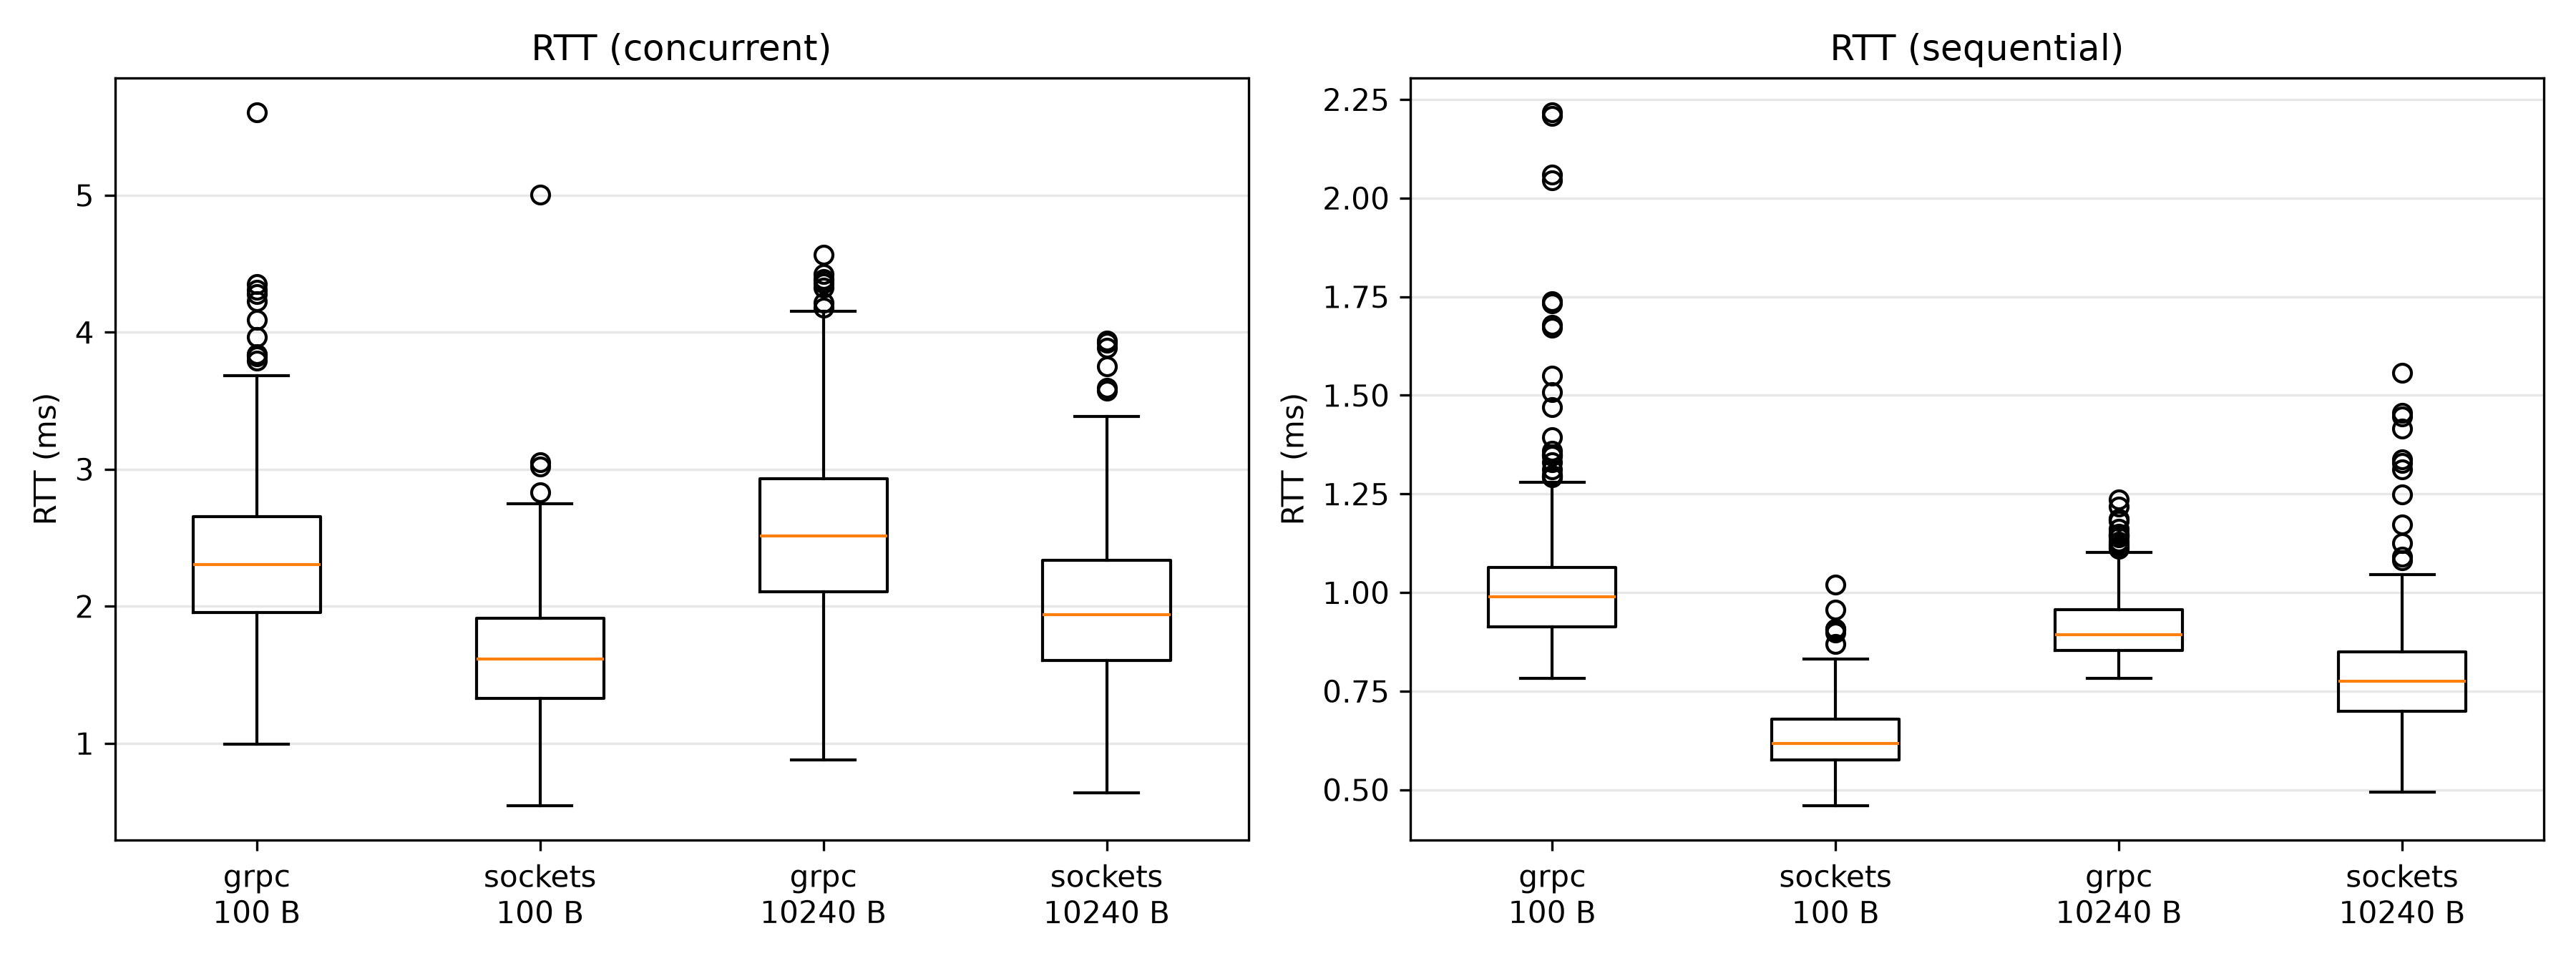 RTT (concurrent)
RTT (ms)
5
4
3
2
1
grpc
100 B
sockets
100 B
grpc
10240 B
sockets
10240 B
RTT (sequential)
RTT (ms)
2.25
2.00
1.75
1.50
1.25
1.00
0.75
0.50
grpc
100 B
sockets
100 B
grpc
10240 B
sockets
10240 B